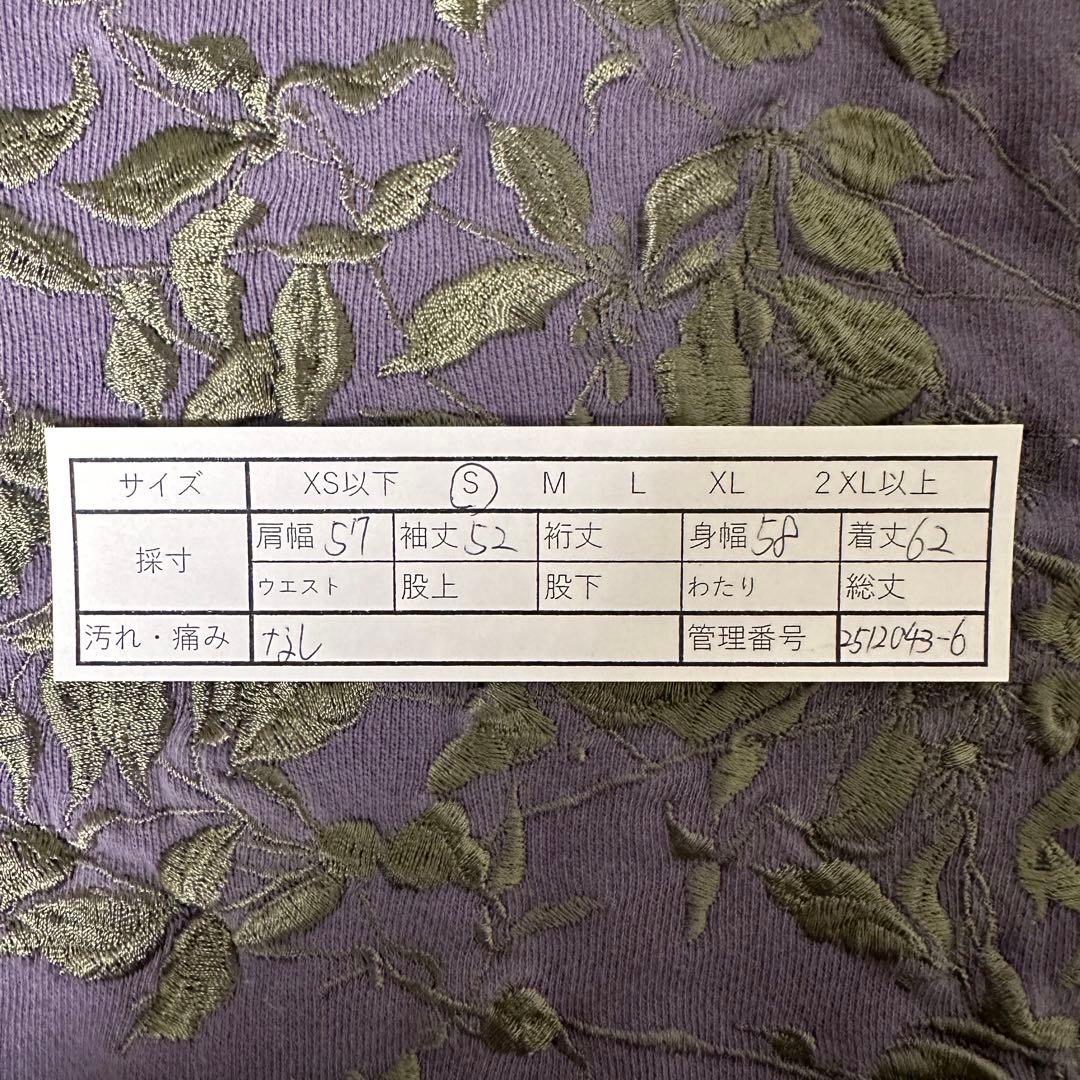 サイズ XS以下 S M L XL 2XL以上
採寸 肩幅 57 袖丈 52 裄丈 身幅 58 着丈 62
ウエスト 股上 股下 わたり 総丈
汚れ・痛み なし 管理番号 2512043-6